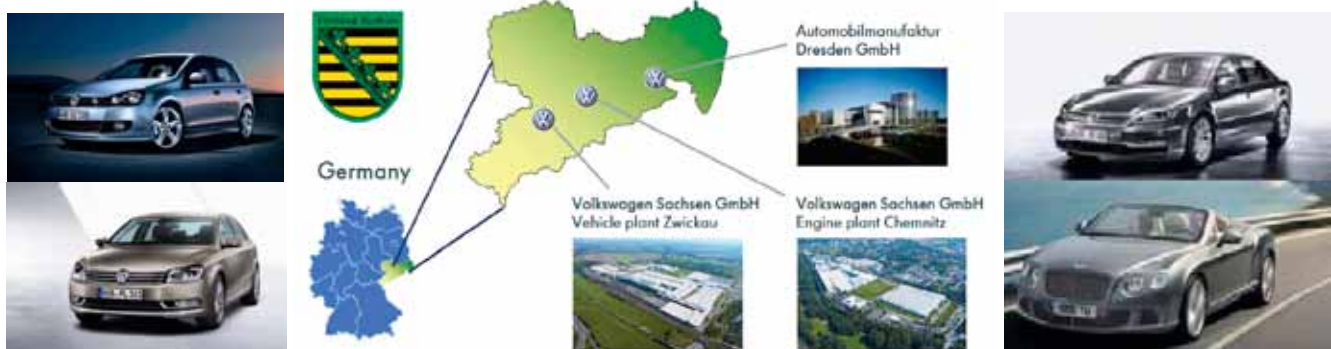 Automobilmanufaktur
Dresden GmbH
Germany
Volkswagen Sachsen GmbH
Vehicle plant Zwickau
Volkswagen Sachsen GmbH
Engine plant Chemnitz